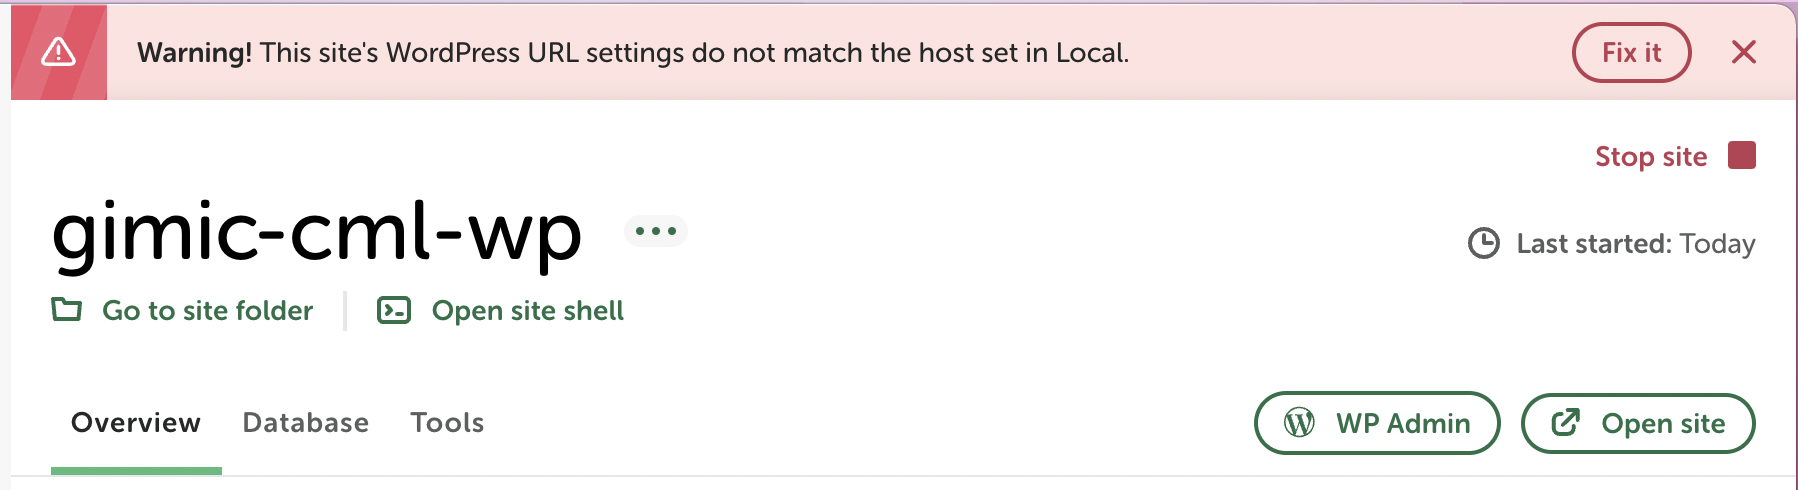 Warning! This site's WordPress URL settings do not match the host set in Local.
Fix it
Stop site
gimic-cml-wp
Last started: Today
Go to site folder
Open site shell
Overview
Database
Tools
WP Admin
Open site